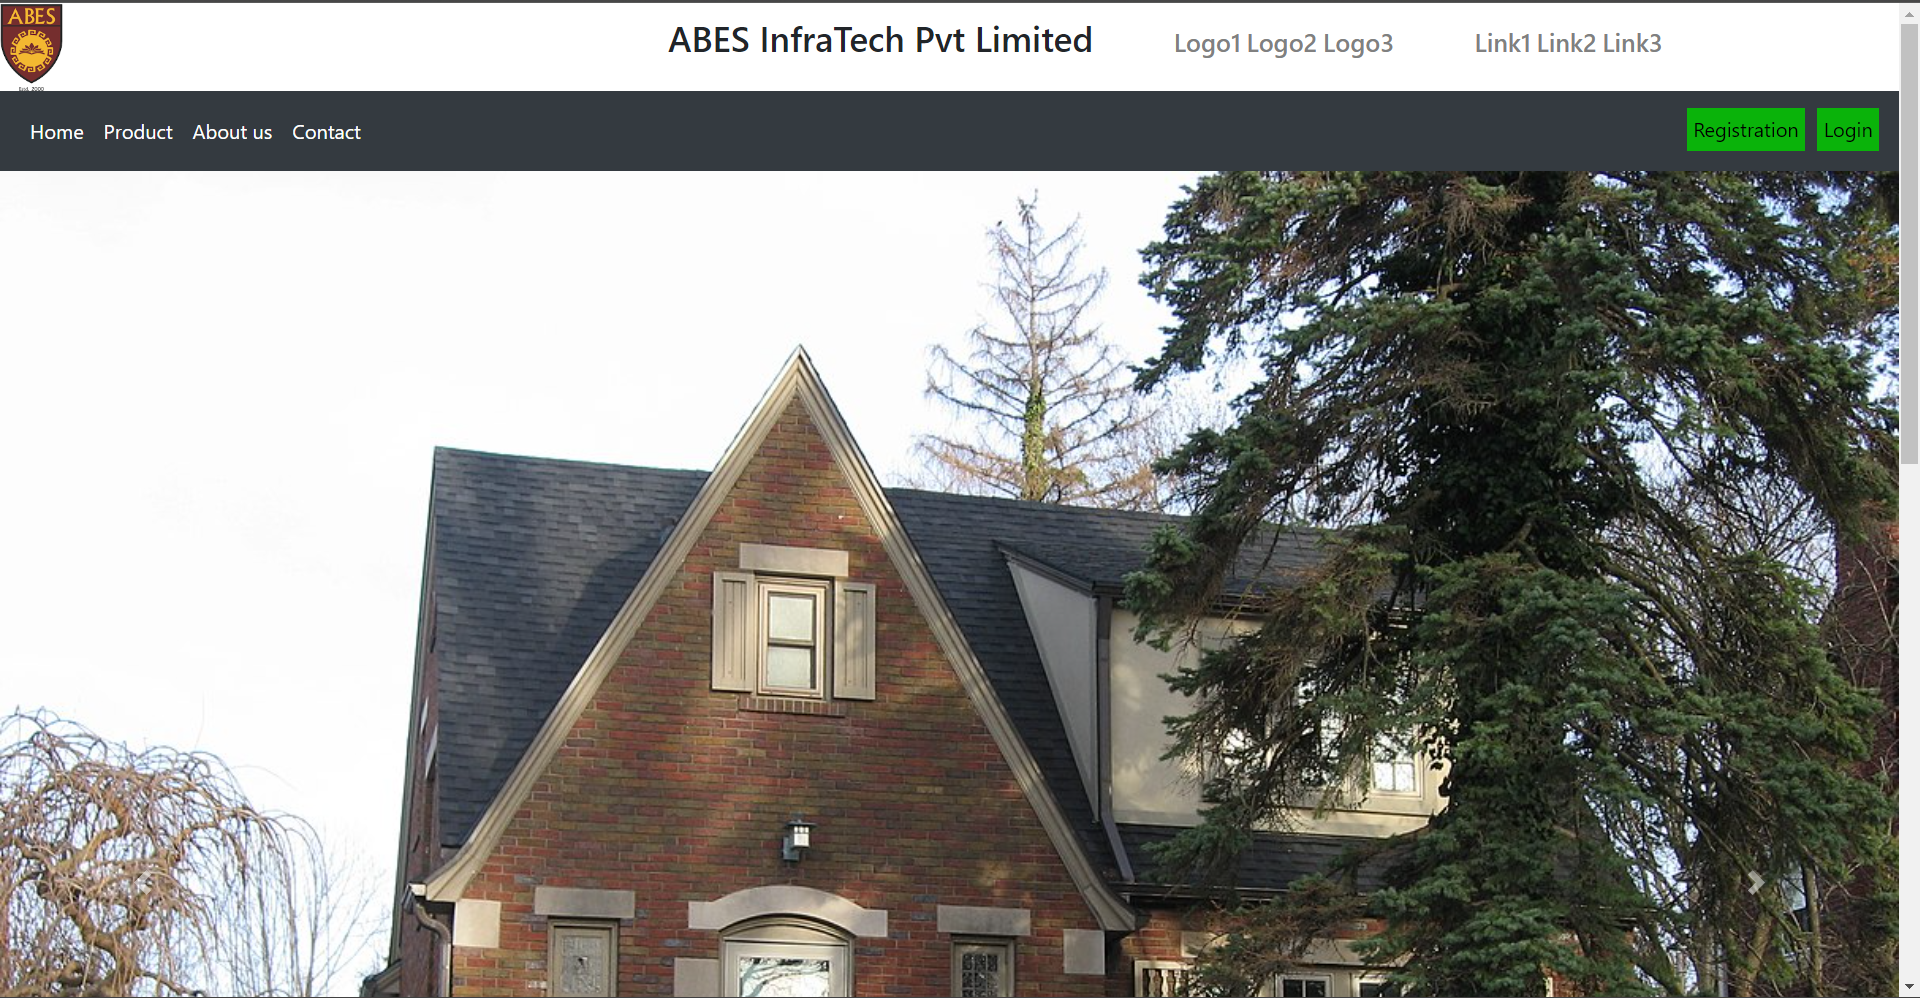 ABES
Estd. 2000
ABES InfraTech Pvt Limited
Logo1 Logo2 Logo3
Link1 Link2 Link3
Home Product About us Contact
Registration Login